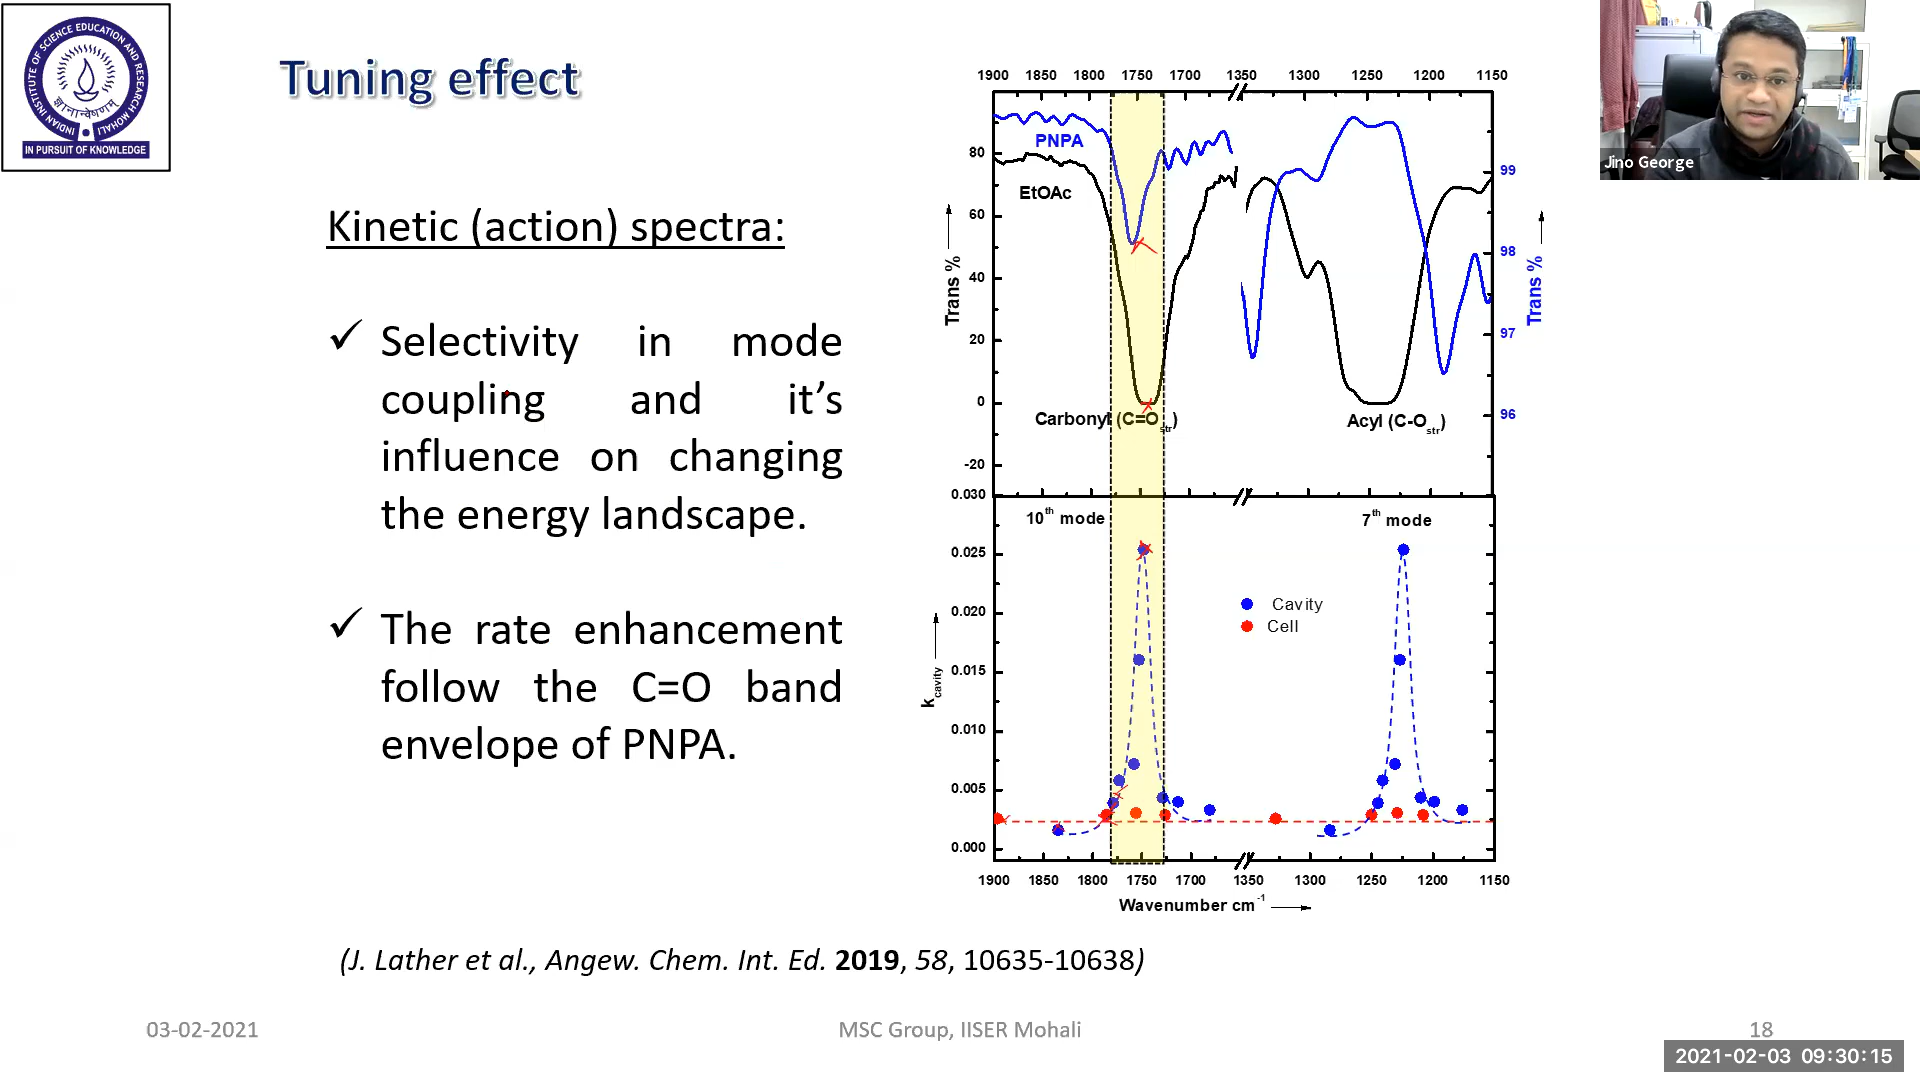 INDIAN INSTITUTE OF SCIENCE EDUCATION AND RESEARCH MOHALI
ज्ञानान्वेषणम्
IN PURSUIT OF KNOWLEDGE
Tuning effect
Jino George
Kinetic (action) spectra:
✓ Selectivity in mode
coupling and it’s
influence on changing
the energy landscape.
✓ The rate enhancement
follow the C=O band
envelope of PNPA.
1900 1850 1800 1750 1700 1350 1300 1250 1200 1150
PNPA
EtOAc
Trans %
80
60
40
20
0
-20
99
98
97
96
Trans %
Carbonyl (C=Ostr)
Acyl (C-Ostr)
0.030
0.025
0.020
0.015
0.010
0.005
0.000
kcavity
10th mode
7th mode
Cavity
Cell
1900 1850 1800 1750 1700 1350 1300 1250 1200 1150
Wavenumber cm-1
(J. Lather et al., Angew. Chem. Int. Ed. 2019, 58, 10635-10638)
03-02-2021
MSC Group, IISER Mohali
18
2021-02-03 09:30:15